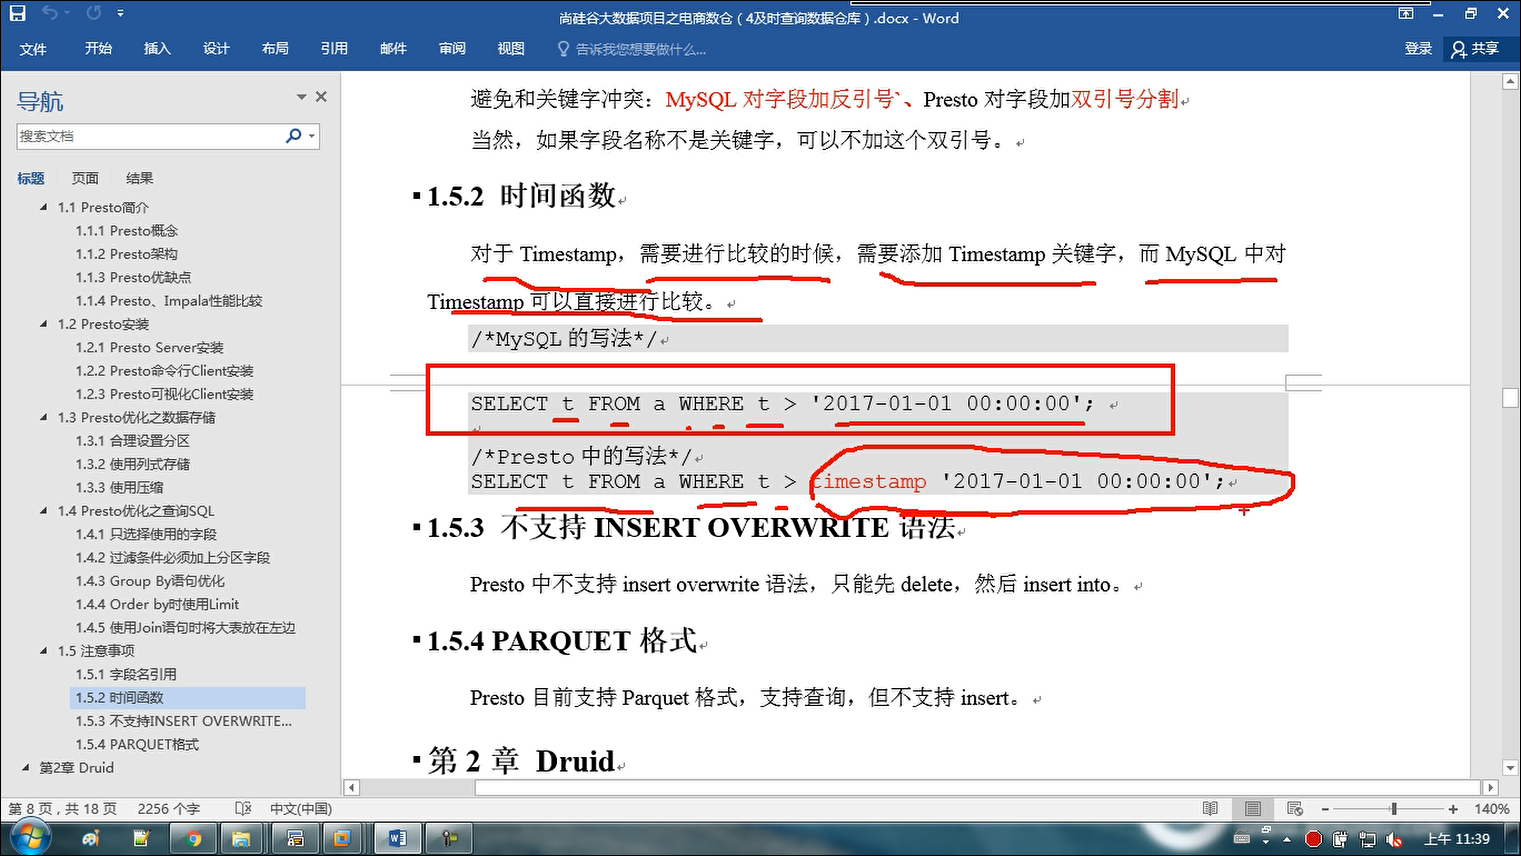 尚硅谷大数据项目之电商数仓（4及时查询数据仓库）.docx - Word
文件 开始 插入 设计 布局 引用 邮件 审阅 视图 告诉我您想要做什么... 登录 共享
导航
搜索文档
标题 页面 结果
1.1 Presto简介
1.1.1 Presto概念
1.1.2 Presto架构
1.1.3 Presto优缺点
1.1.4 Presto、Impala性能比较
1.2 Presto安装
1.2.1 Presto Server安装
1.2.2 Presto命令行Client安装
1.2.3 Presto可视化Client安装
1.3 Presto优化之数据存储
1.3.1 合理设置分区
1.3.2 使用列式存储
1.3.3 使用压缩
1.4 Presto优化之查询SQL
1.4.1 只选择使用的字段
1.4.2 过滤条件必须加上分区字段
1.4.3 Group By语句优化
1.4.4 Order by时使用Limit
1.4.5 使用Join语句时将大表放在左边
1.5 注意事项
1.5.1 字段名引用
1.5.2 时间函数
1.5.3 不支持INSERT OVERWRITE...
1.5.4 PARQUET格式
第2章 Druid
避免和关键字冲突：MySQL 对字段加反引号`、Presto 对字段加双引号分割
当然，如果字段名称不是关键字，可以不加这个双引号。
1.5.2 时间函数
对于 Timestamp，需要进行比较的时候，需要添加 Timestamp 关键字，而 MySQL 中对
Timestamp 可以直接进行比较。
/*MySQL 的写法*/
SELECT t FROM a WHERE t > '2017-01-01 00:00:00';
/*Presto 中的写法*/
SELECT t FROM a WHERE t > timestamp '2017-01-01 00:00:00';
1.5.3 不支持 INSERT OVERWRITE 语法
Presto 中不支持 insert overwrite 语法，只能先 delete，然后 insert into。
1.5.4 PARQUET 格式
Presto 目前支持 Parquet 格式，支持查询，但不支持 insert。
第 2 章 Druid
第 8 页，共 18 页 2256 个字 中文(中国) 140%
上午 11:39